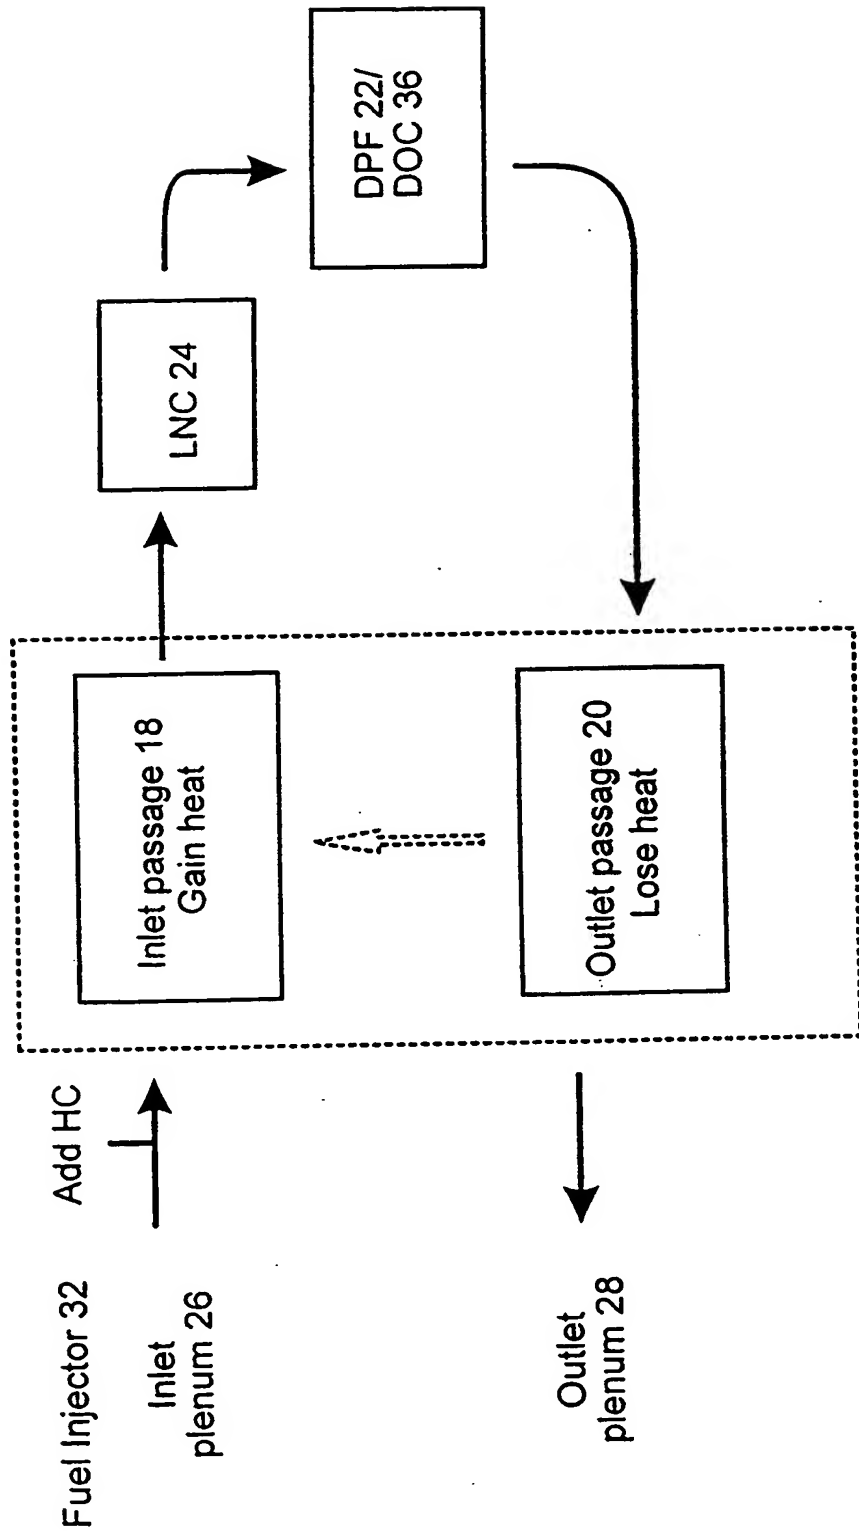 Fuel Injector 32
Add HC
Inlet
plenum 26
Inlet passage 18
Gain heat
LNC 24
DPF 22/
DOC 36
Outlet passage 20
Lose heat
Outlet
plenum 28